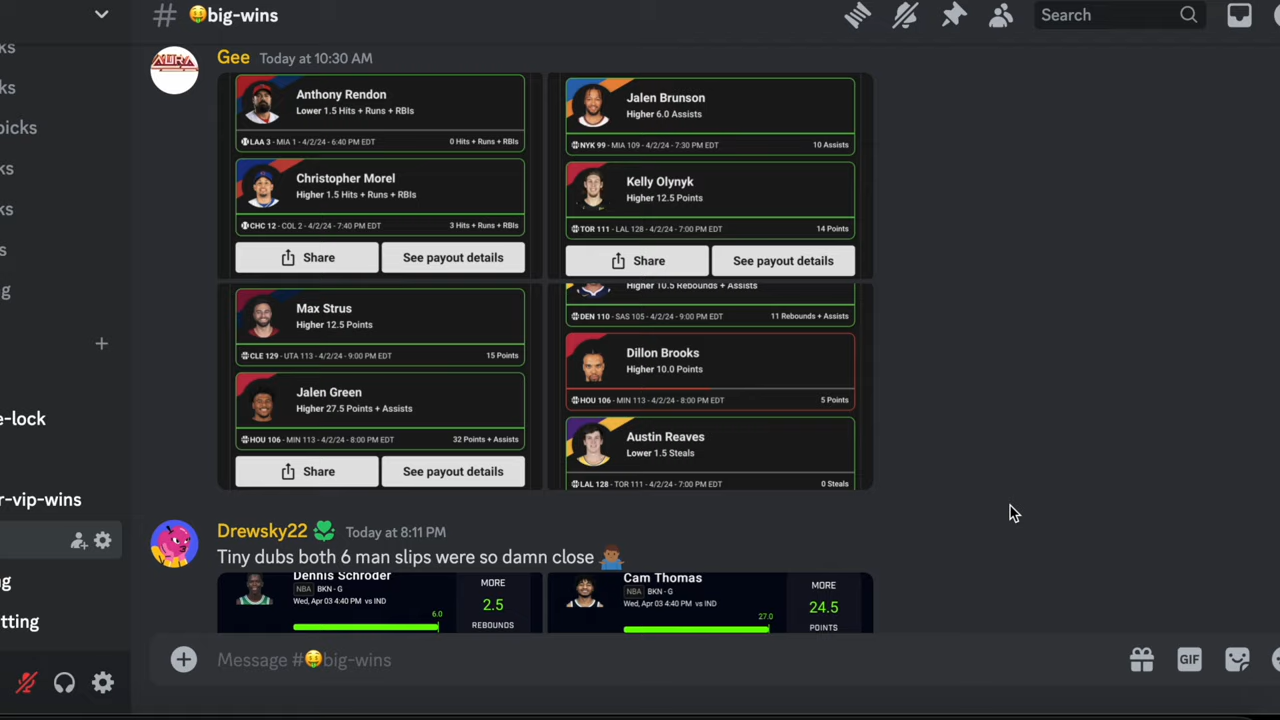 ks
ks
picks
ks
ks
s
g
+
e-lock
r-vip-wins
g
tting
# 🤑big-wins
Search
Gee Today at 10:30 AM
Anthony Rendon
Lower 1.5 Hits + Runs + RBIs
LAA 3 - MIA 1 - 4/2/24 - 6:40 PM EDT 0 Hits + Runs + RBIs
Christopher Morel
Higher 1.5 Hits + Runs + RBIs
CHC 12 - COL 2 - 4/2/24 - 7:40 PM EDT 3 Hits + Runs + RBIs
Share See payout details
Jalen Brunson
Higher 6.0 Assists
NYK 99 - MIA 109 - 4/2/24 - 7:30 PM EDT 10 Assists
Kelly Olynyk
Higher 12.5 Points
TOR 111 - LAL 128 - 4/2/24 - 7:00 PM EDT 14 Points
Share See payout details
Max Strus
Higher 12.5 Points
CLE 129 - UTA 113 - 4/2/24 - 9:00 PM EDT 15 Points
Jalen Green
Higher 27.5 Points + Assists
HOU 106 - MIN 113 - 4/2/24 - 8:00 PM EDT 32 Points + Assists
Share See payout details
Higher 10.5 Rebounds + Assists
DEN 110 - SAS 105 - 4/2/24 - 9:00 PM EDT 11 Rebounds + Assists
Dillon Brooks
Higher 10.0 Points
HOU 106 - MIN 113 - 4/2/24 - 8:00 PM EDT 5 Points
Austin Reaves
Lower 1.5 Steals
LAL 128 - TOR 111 - 4/2/24 - 7:00 PM EDT 0 Steals
Drewsky22 Today at 8:11 PM
Tiny dubs both 6 man slips were so damn close 🤷🏾‍♂️
Dennis Schroder
NBA BKN - G
Wed, Apr 03 4:40 PM vs IND
6.0
MORE
2.5
REBOUNDS
Cam Thomas
NBA BKN - G
Wed, Apr 03 4:40 PM vs IND
27.0
MORE
24.5
POINTS
Message #🤑big-wins
GIF